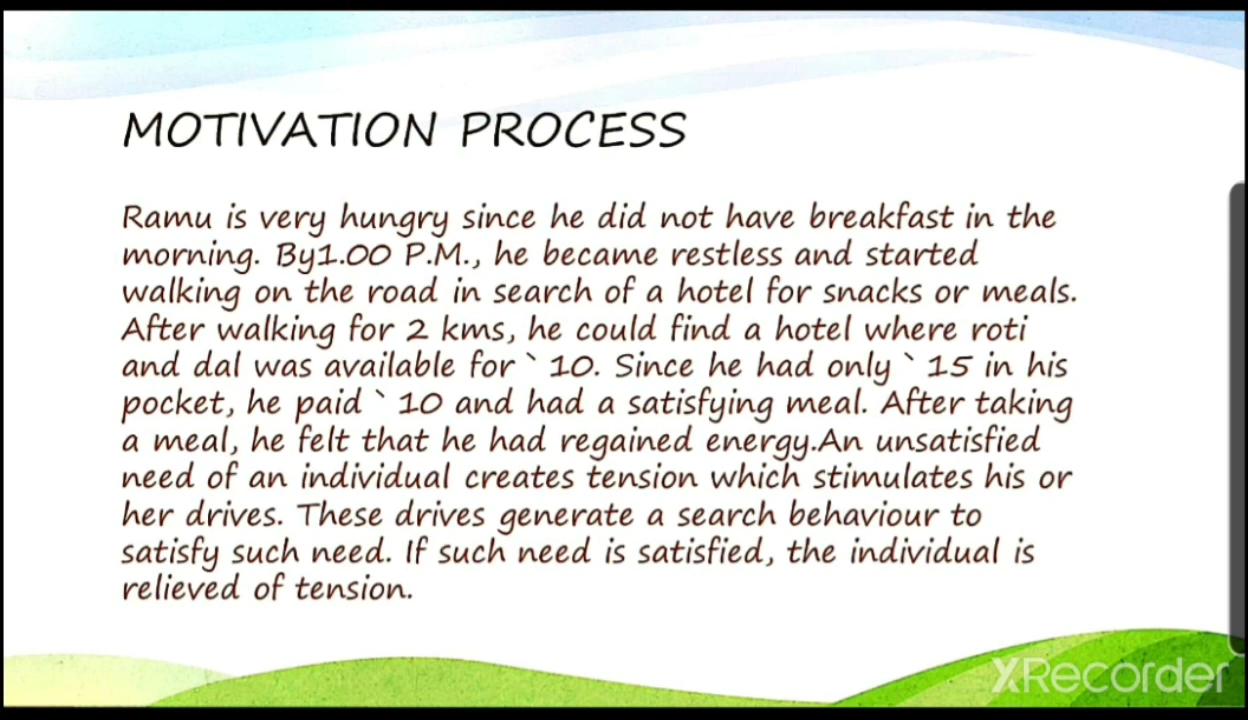 MOTIVATION PROCESS
Ramu is very hungry since he did not have breakfast in the
morning. By1.00 P.M., he became restless and started
walking on the road in search of a hotel for snacks or meals.
After walking for 2 kms, he could find a hotel where roti
and dal was available for ` 10. Since he had only ` 15 in his
pocket, he paid ` 10 and had a satisfying meal. After taking
a meal, he felt that he had regained energy.An unsatisfied
need of an individual creates tension which stimulates his or
her drives. These drives generate a search behaviour to
satisfy such need. If such need is satisfied, the individual is
relieved of tension.
XRecorder